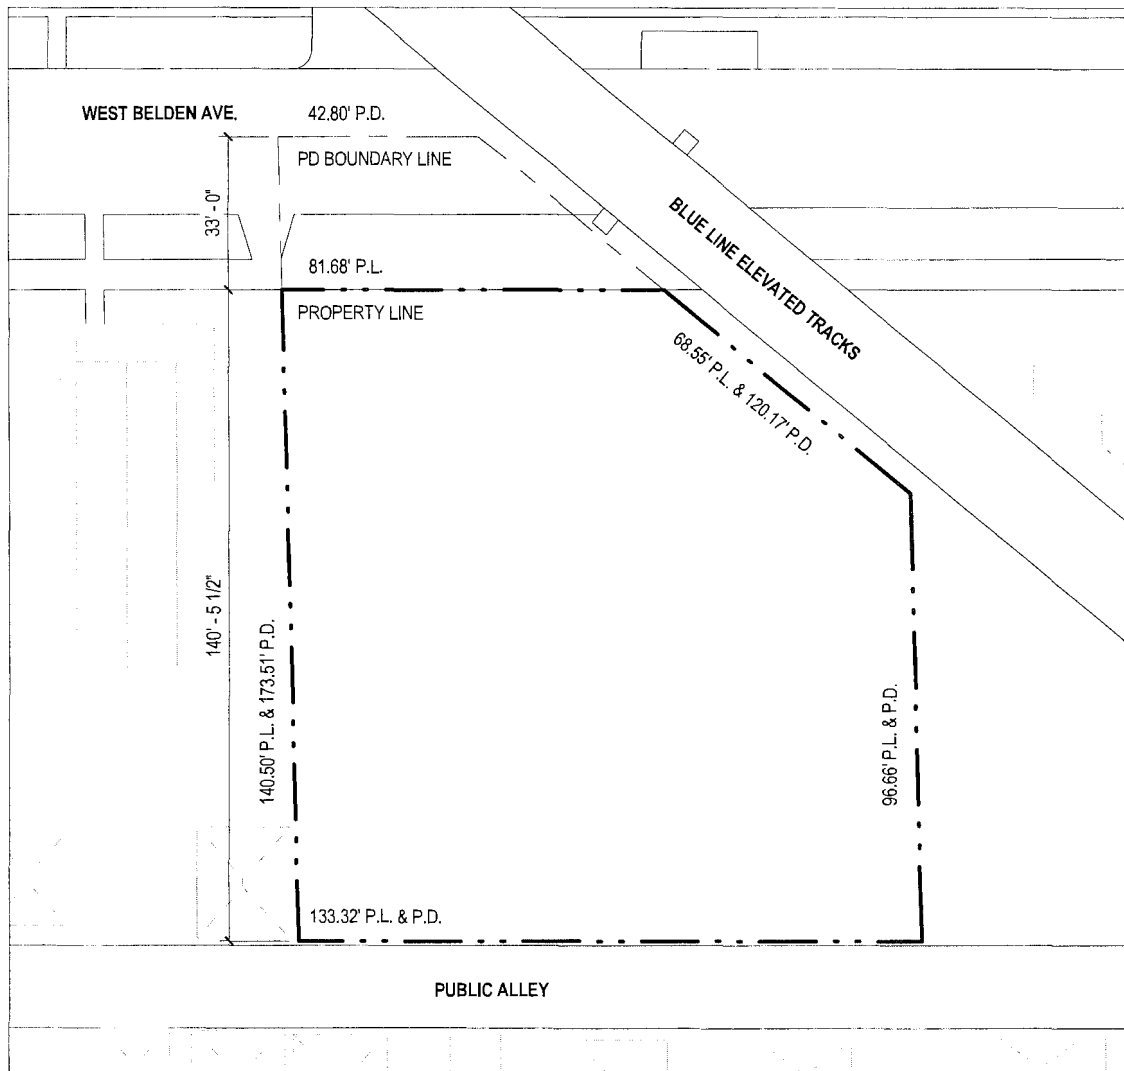 WEST BELDEN AVE.
42.80' P.D.
PD BOUNDARY LINE
33' - 0"
BLUE LINE ELEVATED TRACKS
81.68' P.L.
PROPERTY LINE
68.55' P.L. & 120.17' P.D.
140' - 5 1/2"
140.50' P.L. & 173.51' P.D.
96.66' P.L. & P.D.
133.32' P.L. & P.D.
PUBLIC ALLEY